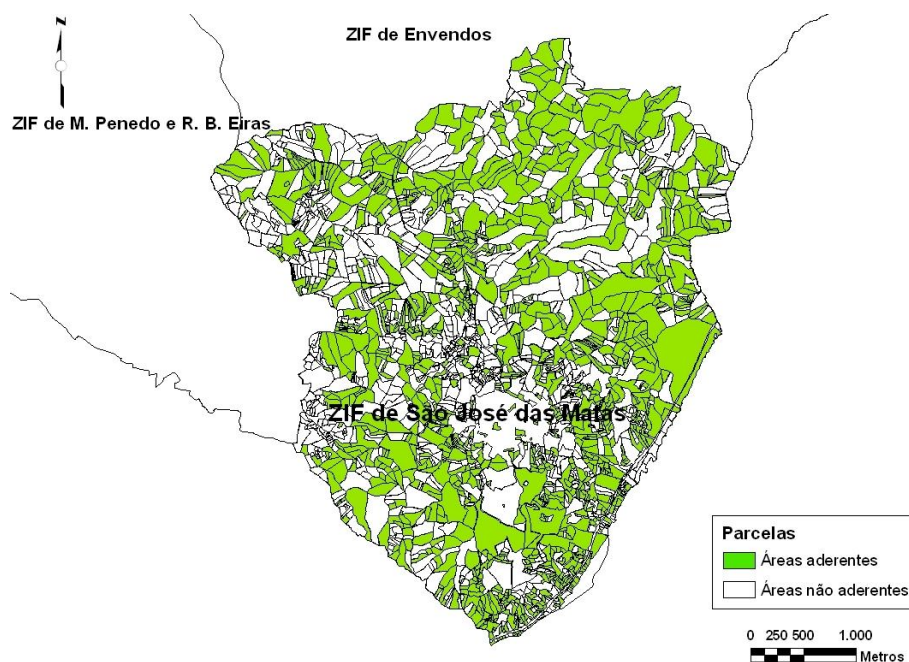 ZIF de Envendos
z
ZIF de M. Penedo e R. B. Eiras
ZIF de São José das Matas
Parcelas
Áreas aderentes
Áreas não aderentes
0 250 500 1.000
Metros